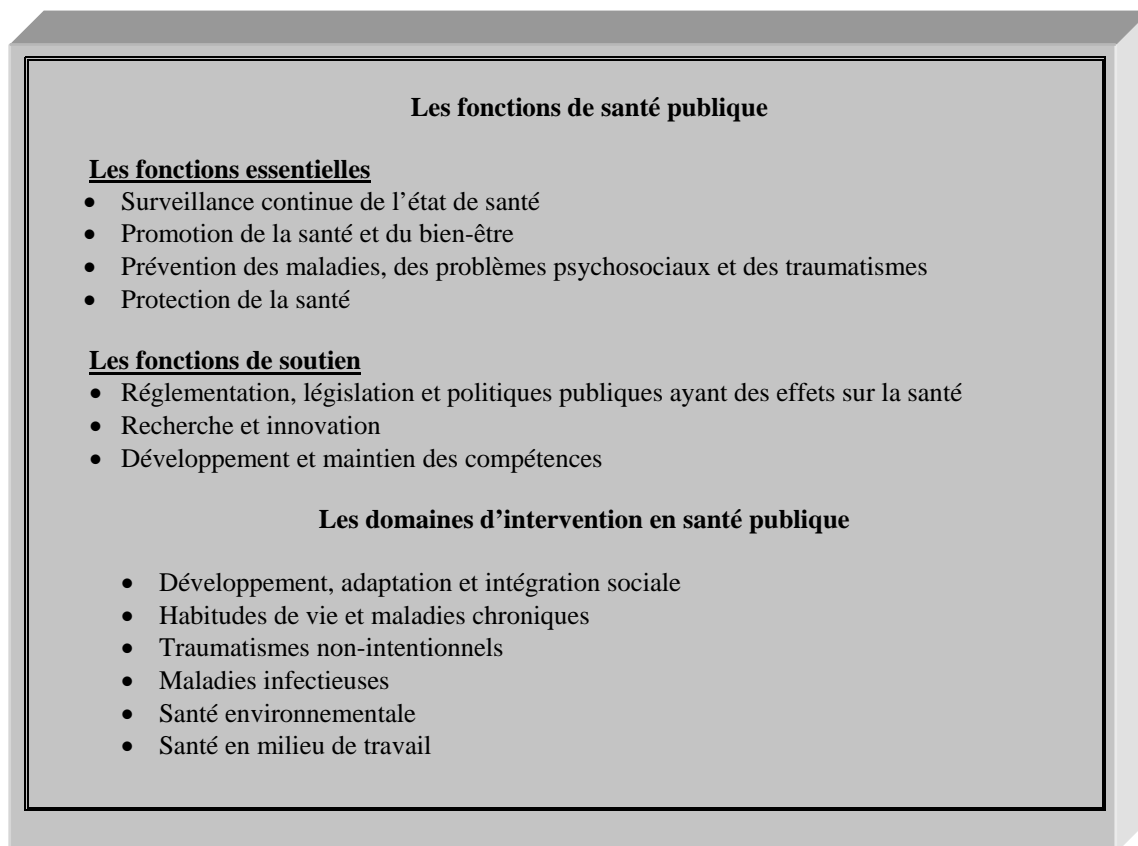 Les fonctions de santé publique
Les fonctions essentielles
• Surveillance continue de l’état de santé
• Promotion de la santé et du bien-être
• Prévention des maladies, des problèmes psychosociaux et des traumatismes
• Protection de la santé
Les fonctions de soutien
• Réglementation, législation et politiques publiques ayant des effets sur la santé
• Recherche et innovation
• Développement et maintien des compétences
Les domaines d’intervention en santé publique
• Développement, adaptation et intégration sociale
• Habitudes de vie et maladies chroniques
• Traumatismes non-intentionnels
• Maladies infectieuses
• Santé environnementale
• Santé en milieu de travail